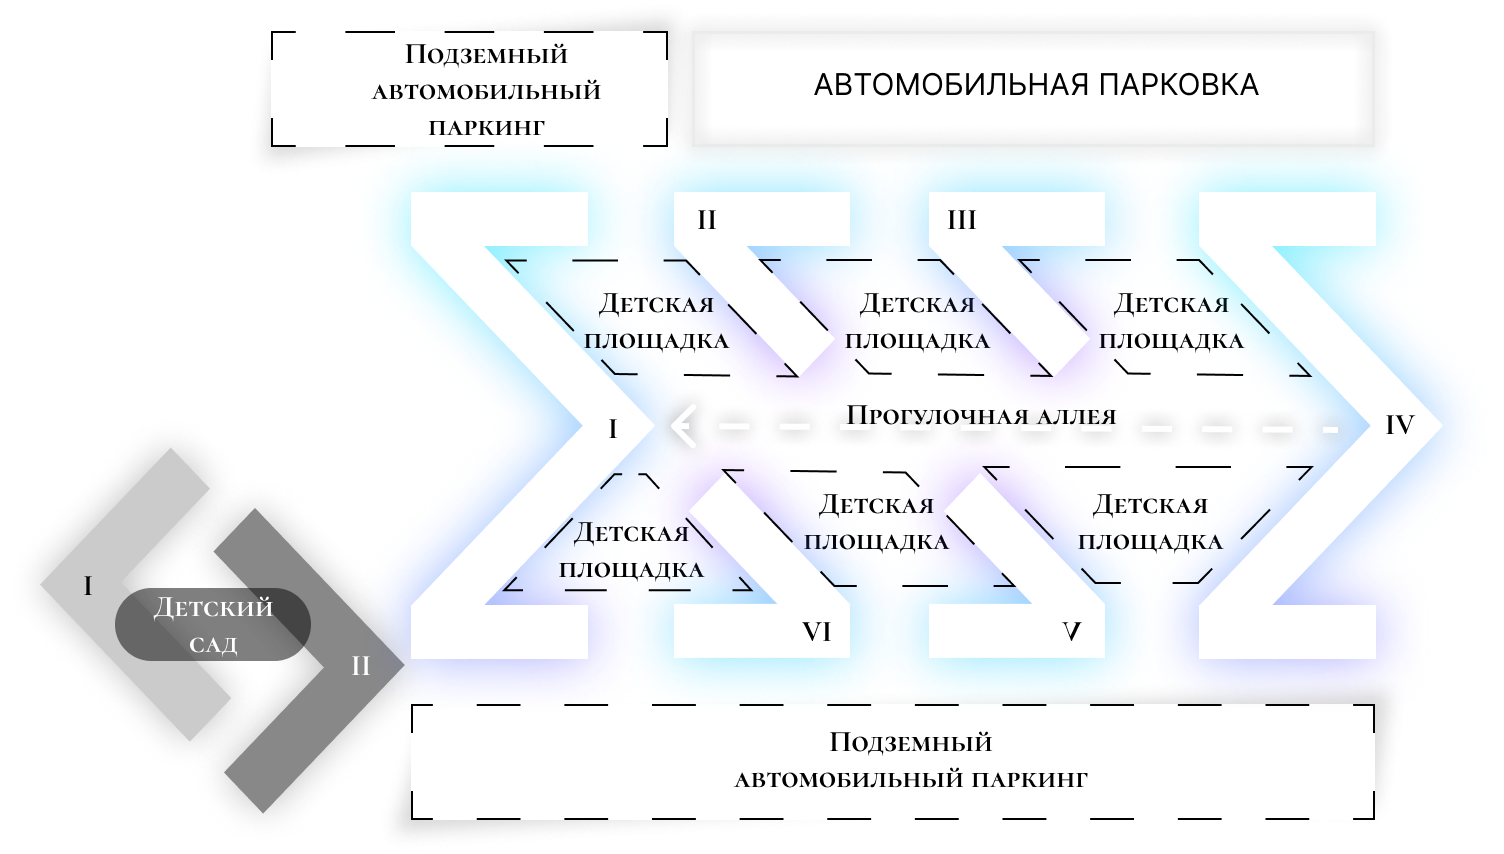 Подземный
автомобильный
паркинг
АВТОМОБИЛЬНАЯ ПАРКОВКА
II
III
Детская
площадка
Детская
площадка
Детская
площадка
I
Прогулочная аллея
IV
Детская
площадка
Детская
площадка
Детская
площадка
I
Детский
сад
II
VI
V
Подземный
автомобильный паркинг